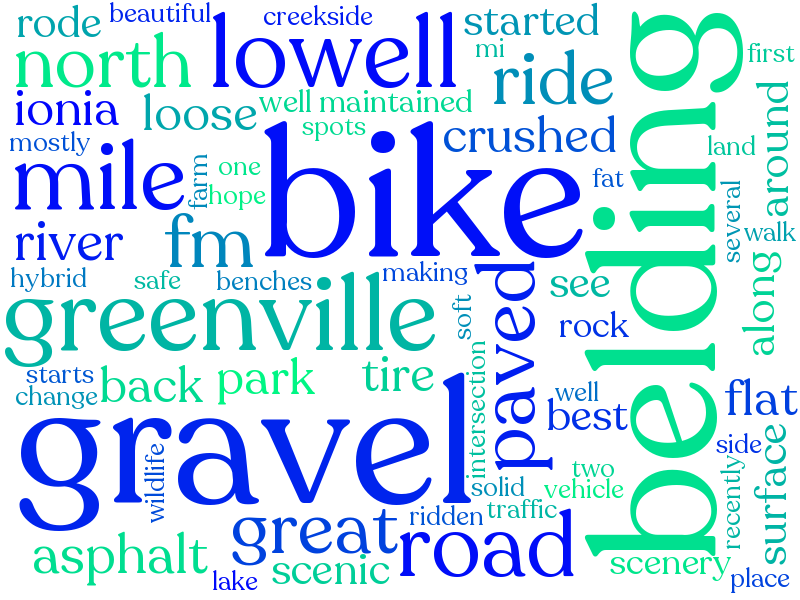 rode
beautiful
creekside
started
north
lowell
mi
ride
first
belding
ionia
loose
well maintained
spots
crushed
around
mostly
mile
farm
one
hope
bike
fat
land
several
walk
river
fm
hybrid
safe
benches
making
see
along
greenville
soft
paved
rock
starts
change
back
park
tire
intersection
well
best
flat
gravel
wildlife
side
surface
recently
solid
two
vehicle
traffic
ridden
great
road
asphalt
scenic
scenery
lake
place